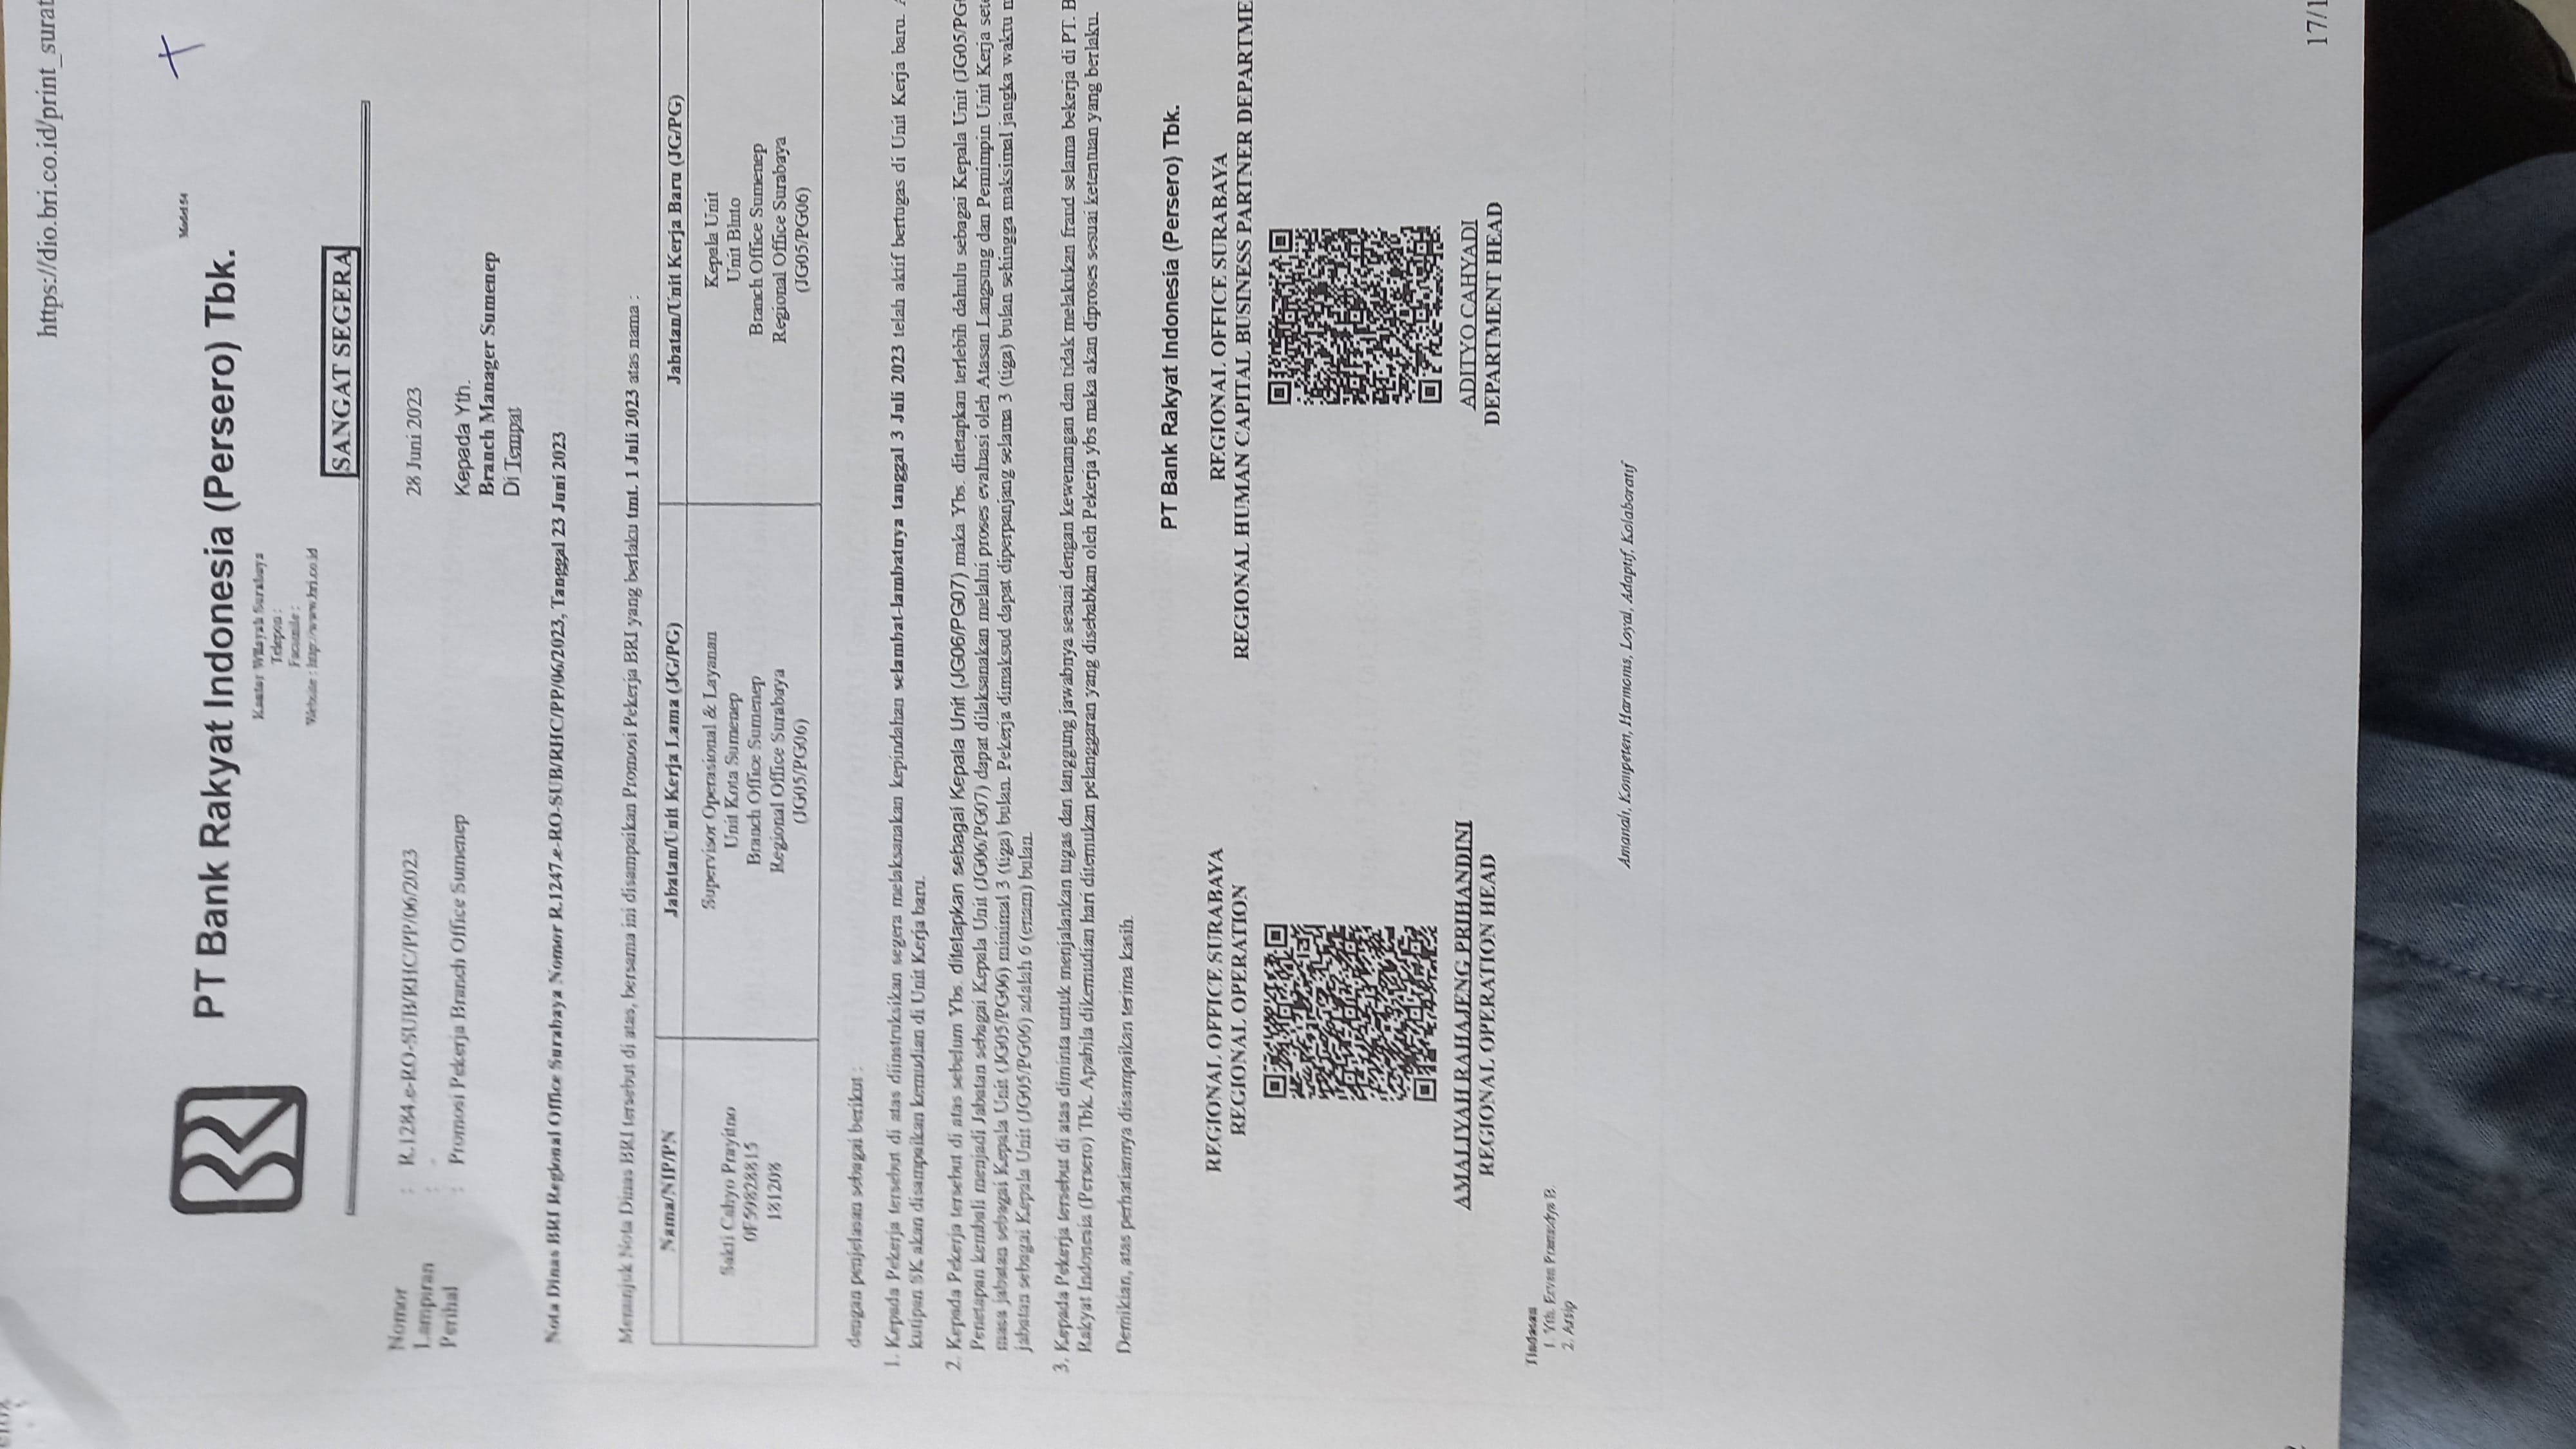 https://dio.bri.co.id/print_surat
Model 54
PT Bank Rakyat Indonesia (Persero) Tbk.
Kantor Wilayah Surabaya
Telepon :
Facsimile :
Website : http://www.bri.co.id
SANGAT SEGERA
Nomor : R.1284.e-RO-SUB/RHC/PP/06/2023 28 Juni 2023
Lampiran : -
Perihal : Promosi Pekerja Branch Office Sumenep
Kepada Yth.
Branch Manager Sumenep
Di Tempat
Nota Dinas BRI Regional Office Surabaya Nomor R.1247.e-RO-SUB/RHC/PP/06/2023, Tanggal 23 Juni 2023
Menunjuk Nota Dinas BRI tersebut di atas, bersama ini disampaikan Promosi Pekerja BRI yang berlaku tmt. 1 Juli 2023 atas nama :
Nama/NIP/PN Jabatan/Unit Kerja Lama (JG/PG) Jabatan/Unit Kerja Baru (JG/PG)
Sakti Cahyo Prayitno
0F59828815
181208
Supervisor Operasional & Layanan
Unit Kota Sumenep
Branch Office Sumenep
Regional Office Surabaya
(JG05/PG06)
Kepala Unit
Unit Bluto
Branch Office Sumenep
Regional Office Surabaya
(JG05/PG06)
dengan penjelasan sebagai berikut :
1. Kepada Pekerja tersebut di atas diinstruksikan segera melaksanakan kepindahan selambat-lambatnya tanggal 3 Juli 2023 telah aktif bertugas di Unit Kerja baru.
kutipan SK akan disampaikan kemudian di Unit Kerja baru.
2. Kepada Pekerja tersebut di atas sebelum Ybs. ditetapkan sebagai Kepala Unit (JG06/PG07) maka Ybs. ditetapkan terlebih dahulu sebagai Kepala Unit (JG05/PG
Penetapan kembali menjadi Jabatan sebagai Kepala Unit (JG06/PG07) dapat dilaksanakan melalui proses evaluasi oleh Atasan Langsung dan Pemimpin Unit Kerja set
masa jabatan sebagai Kepala Unit (JG05/PG06) minimal 3 (tiga) bulan. Pekerja dimaksud dapat diperpanjang selama 3 (tiga) bulan sehingga maksimal jangka waktu
jabatan sebagai Kepala Unit (JG05/PG06) adalah 6 (enam) bulan.
3. Kepada Pekerja tersebut di atas diminta untuk menjalankan tugas dan tanggung jawabnya sesuai dengan kewenangan dan tidak melakukan fraud selama bekerja di PT. B
Rakyat Indonesia (Persero) Tbk. Apabila dikemudian hari ditemukan pelanggaran yang disebabkan oleh Pekerja ybs maka akan diproses sesuai ketentuan yang berlaku.
Demikian, atas perhatiannya disampaikan terima kasih.
PT Bank Rakyat Indonesia (Persero) Tbk.
REGIONAL OFFICE SURABAYA
REGIONAL OPERATION
AMALIYAH RAHAJENG PRIHANDINI
REGIONAL OPERATION HEAD
REGIONAL OFFICE SURABAYA
REGIONAL HUMAN CAPITAL BUSINESS PARTNER DEPARTME
ADITYO CAHYADI
DEPARTMENT HEAD
Tindasan
1. Yth. Ervan Pramudya B.
2. Arsip
Amanah, Kompeten, Harmonis, Loyal, Adaptif, Kolaboratif
17/1